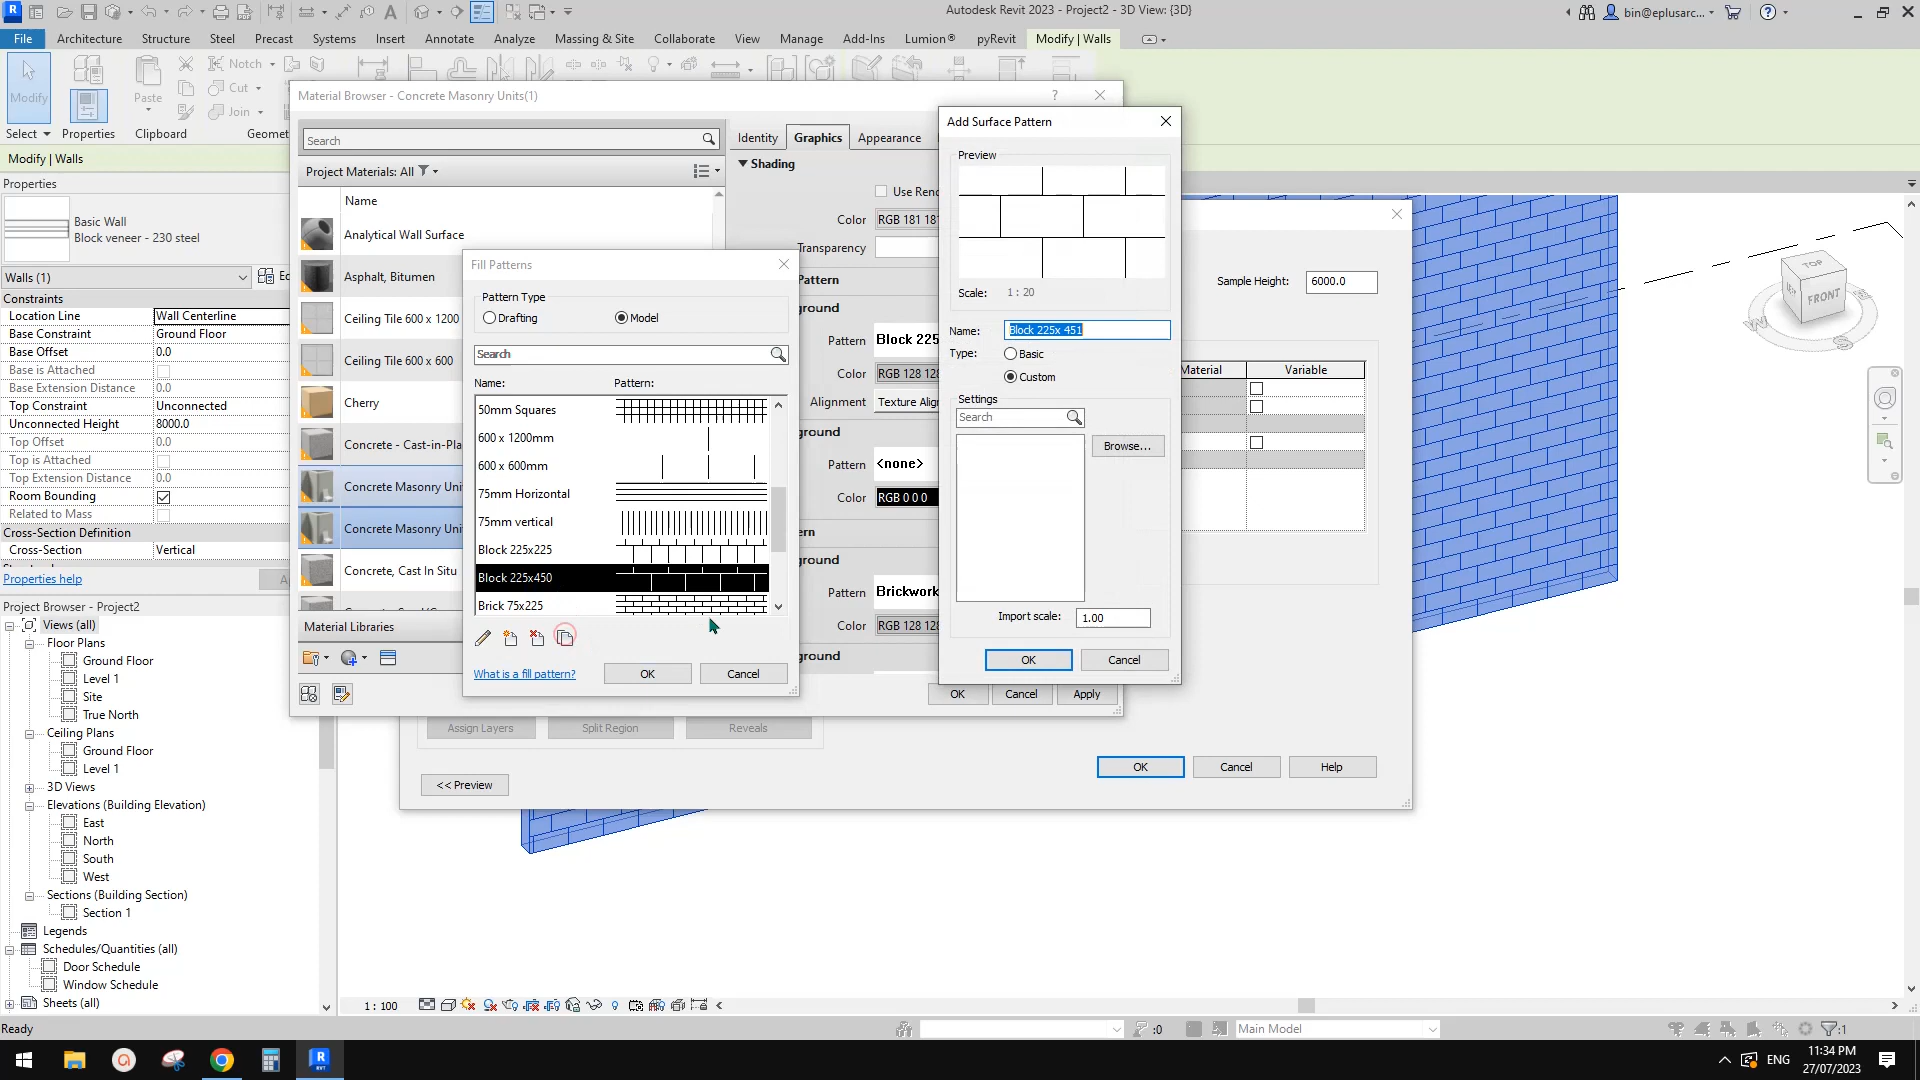 Autodesk Revit 2023 - Project2 - 3D View: {3D}
bin@eplusarc...
File
Architecture
Structure
Steel
Precast
Systems
Insert
Annotate
Analyze
Massing & Site
Collaborate
View
Manage
Add-Ins
Lumion®
pyRevit
Modify | Walls
Modify
Properties
Paste
Notch
Cut
Join
Select
Properties
Clipboard
Geomet
Modify | Walls
Properties
Basic Wall
Block veneer - 230 steel
Walls (1)
Constraints
Location Line Wall Centerline
Base Constraint Ground Floor
Base Offset 0.0
Base is Attached
Base Extension Distance 0.0
Top Constraint Unconnected
Unconnected Height 8000.0
Top Offset 0.0
Top is Attached
Top Extension Distance 0.0
Room Bounding
Related to Mass
Cross-Section Definition
Cross-Section Vertical
Properties help
Project Browser - Project2
Views (all)
Floor Plans
Ground Floor
Level 1
Site
True North
Ceiling Plans
Ground Floor
Level 1
3D Views
Elevations (Building Elevation)
East
North
South
West
Sections (Building Section)
Section 1
Legends
Schedules/Quantities (all)
Door Schedule
Window Schedule
Sheets (all)
Material Browser - Concrete Masonry Units(1)
Search
Project Materials: All
Name
Analytical Wall Surface
Asphalt, Bitumen
Ceiling Tile 600 x 1200
Ceiling Tile 600 x 600
Cherry
Concrete - Cast-in-Pla
Concrete Masonry Uni
Concrete Masonry Uni
Concrete, Cast In Situ
Material Libraries
Identity
Graphics
Appearance
Shading
Use Renc
Color RGB 181 181
Transparency
Pattern
ground
Pattern Block 225
Color RGB 128 128
Alignment Texture Align
ground
Pattern <none>
Color RGB 0 0 0
ern
ground
Pattern Brickwork
Color RGB 128 128
ground
OK
Cancel
Apply
Fill Patterns
Pattern Type
Drafting
Model
Search
Name:
Pattern:
50mm Squares
600 x 1200mm
600 x 600mm
75mm Horizontal
75mm vertical
Block 225x225
Block 225x450
Brick 75x225
What is a fill pattern?
OK
Cancel
Add Surface Pattern
Preview
Scale: 1 : 20
Name: Block 225x 451
Type: Basic
Custom
Settings
Search
Browse...
Import scale: 1.00
OK
Cancel
Sample Height: 6000.0
Material
Variable
Assign Layers
Split Region
Reveals
<< Preview
OK
Cancel
Help
TOP
FRONT
1 : 100
Ready
:0
Main Model
:1
ENG
11:34 PM
27/07/2023